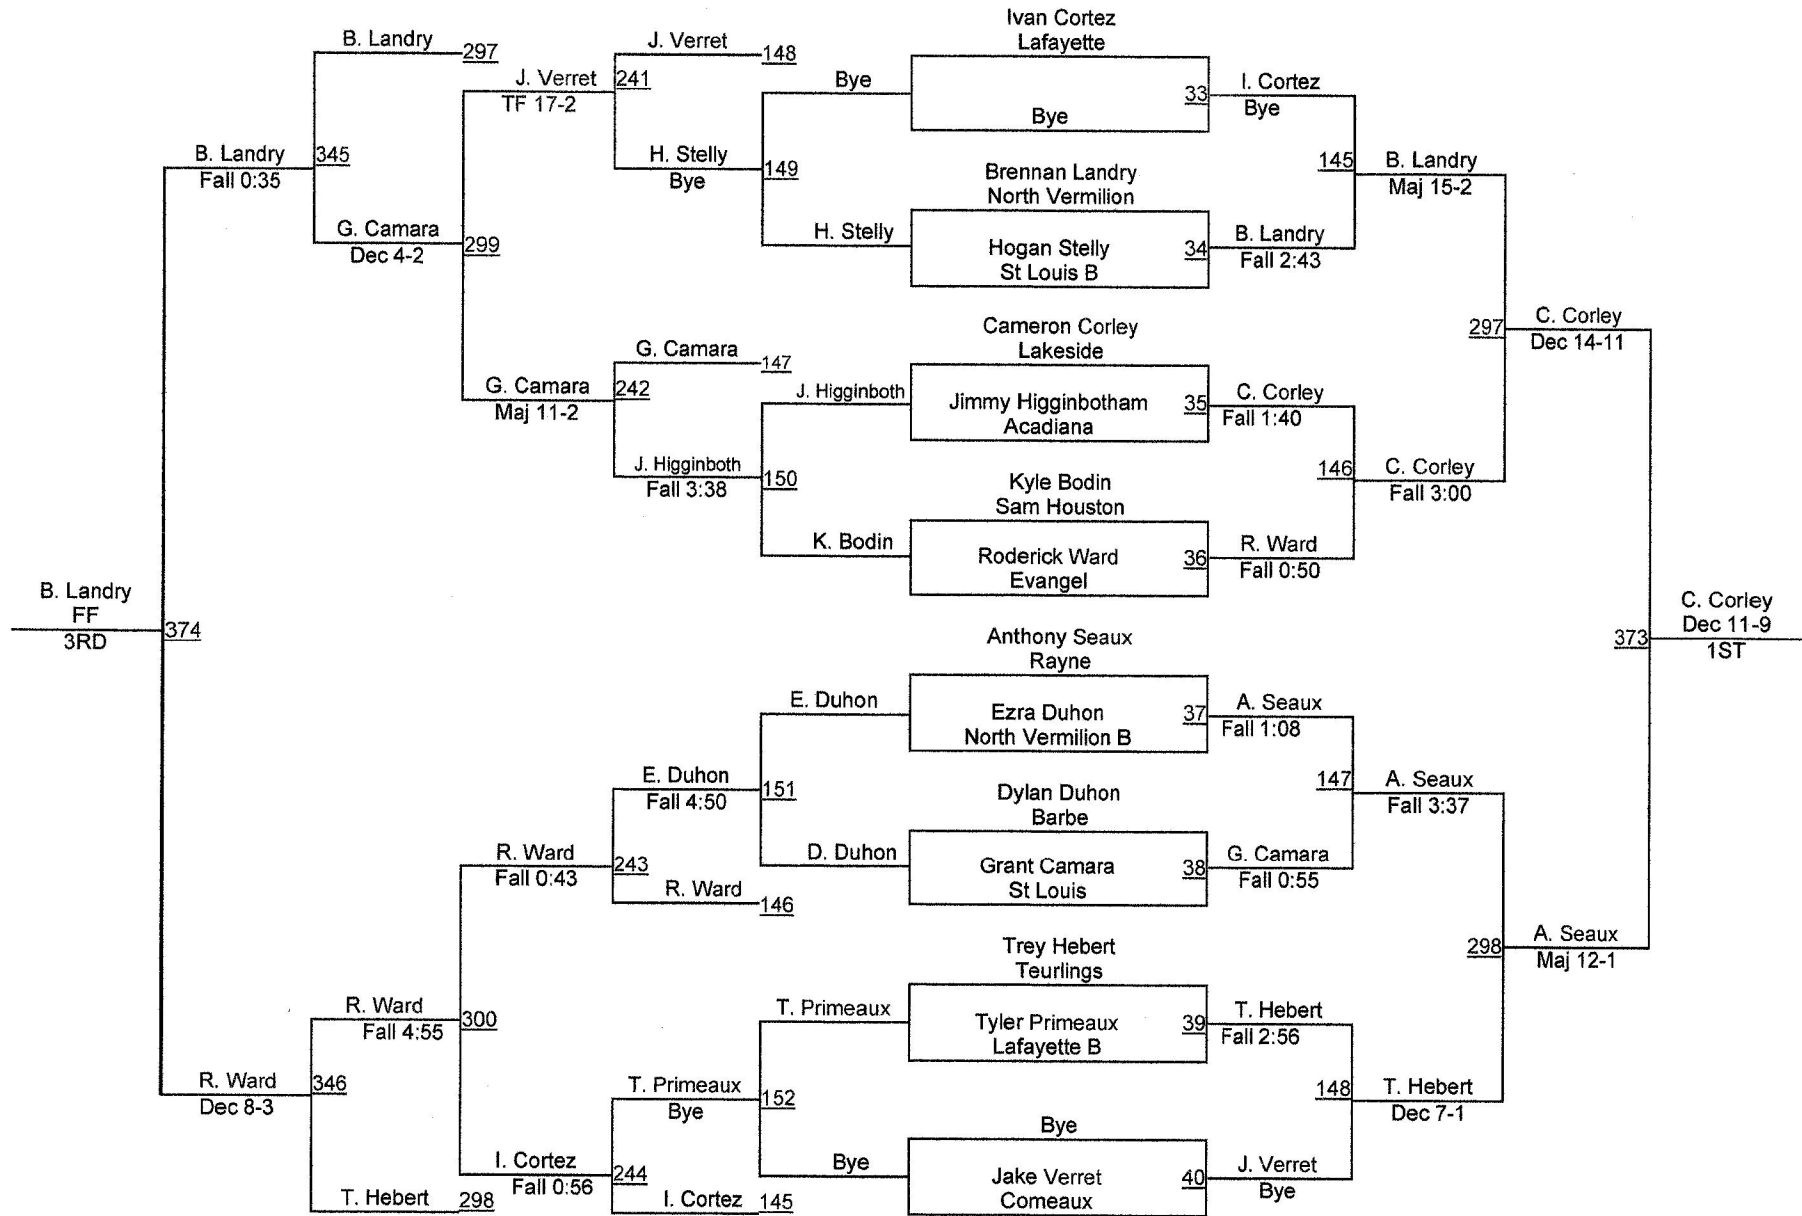 Ivan Cortez
Lafayette
33
Bye
I. Cortez
Bye
Brennan Landry
North Vermilion
Hogan Stelly
34
St Louis B
B. Landry
Fall 2:43
Cameron Corley
Lakeside
Jimmy Higginbotham
35
Acadiana
C. Corley
Fall 1:40
Kyle Bodin
Sam Houston
Roderick Ward
36
Evangel
R. Ward
Fall 0:50
Anthony Seaux
Rayne
Ezra Duhon
37
North Vermilion B
A. Seaux
Fall 1:08
Dylan Duhon
Barbe
Grant Camara
38
St Louis
G. Camara
Fall 0:55
Trey Hebert
Teurlings
Tyler Primeaux
39
Lafayette B
T. Hebert
Fall 2:56
Bye
Jake Verret
40
Comeaux
J. Verret
Bye
145
B. Landry
Maj 15-2
146
C. Corley
Fall 3:00
147
A. Seaux
Fall 3:37
148
T. Hebert
Dec 7-1
297
C. Corley
Dec 14-11
298
A. Seaux
Maj 12-1
373
C. Corley
Dec 11-9
1ST
Bye
H. Stelly
149
J. Higginboth
K. Bodin
150
E. Duhon
D. Duhon
151
T. Primeaux
Bye
152
J. Verret
148
241
H. Stelly
Bye
G. Camara
147
242
J. Higginboth
Fall 3:38
E. Duhon
Fall 4:50
243
R. Ward
146
T. Primeaux
Bye
244
I. Cortez
145
J. Verret
TF 17-2
299
G. Camara
Maj 11-2
R. Ward
Fall 0:43
300
I. Cortez
Fall 0:56
B. Landry
297
345
G. Camara
Dec 4-2
R. Ward
Fall 4:55
346
T. Hebert
298
B. Landry
Fall 0:35
R. Ward
Dec 8-3
374
B. Landry
FF
3RD